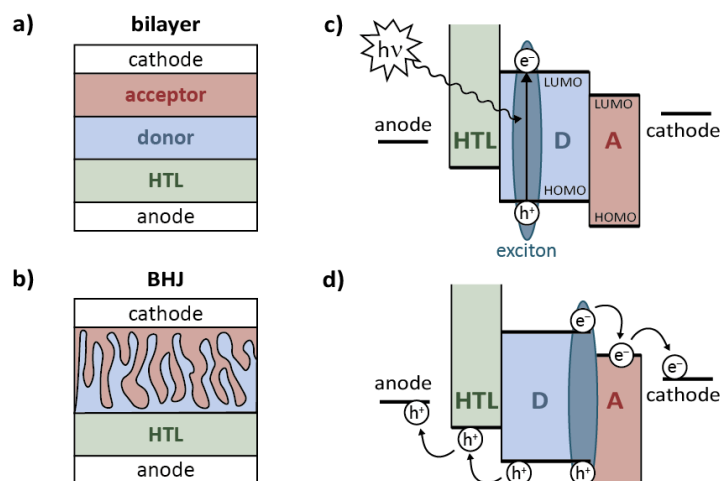 a)
bilayer
cathode
acceptor
donor
HTL
anode
b)
BHJ
cathode
HTL
anode
c)
hν
e⁻
LUMO
LUMO
anode
HTL
D
A
cathode
HOMO
h⁺
HOMO
exciton
d)
e⁻
e⁻
e⁻
anode
HTL
D
A
cathode
h⁺
h⁺
h⁺
h⁺